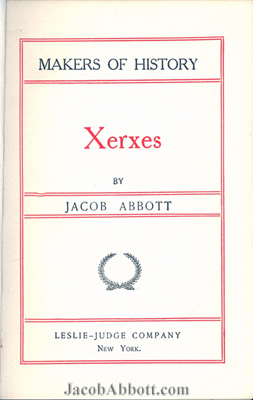 MAKERS OF HISTORY
Xerxes
BY
JACOB ABBOTT
LESLIE-JUDGE COMPANY
New York.
JacobAbbott.com